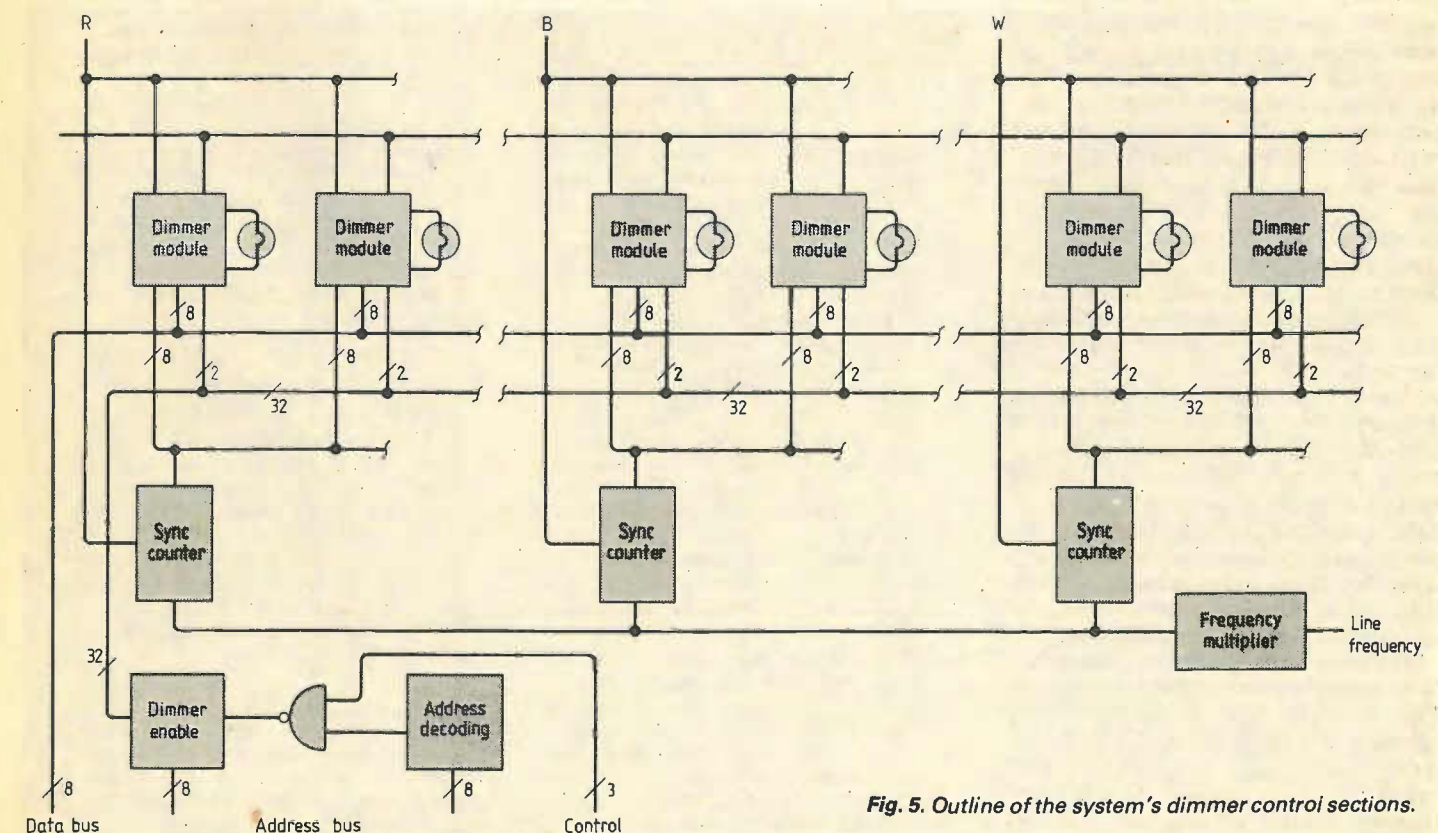 R
B
W
Dimmer
module
Dimmer
module
Dimmer
module
Dimmer
module
Dimmer
module
Dimmer
module
8
8
8
8
8
8
8
8
8
8
8
8
2
2
2
2
2
2
32
32
32
Sync
counter
Sync
counter
Sync
counter
Frequency
multiplier
Line
frequency
32
Dimmer
enable
Address
decoding
8
8
8
3
Data bus
Address bus
Control
Fig. 5. Outline of the system's dimmer control sections.